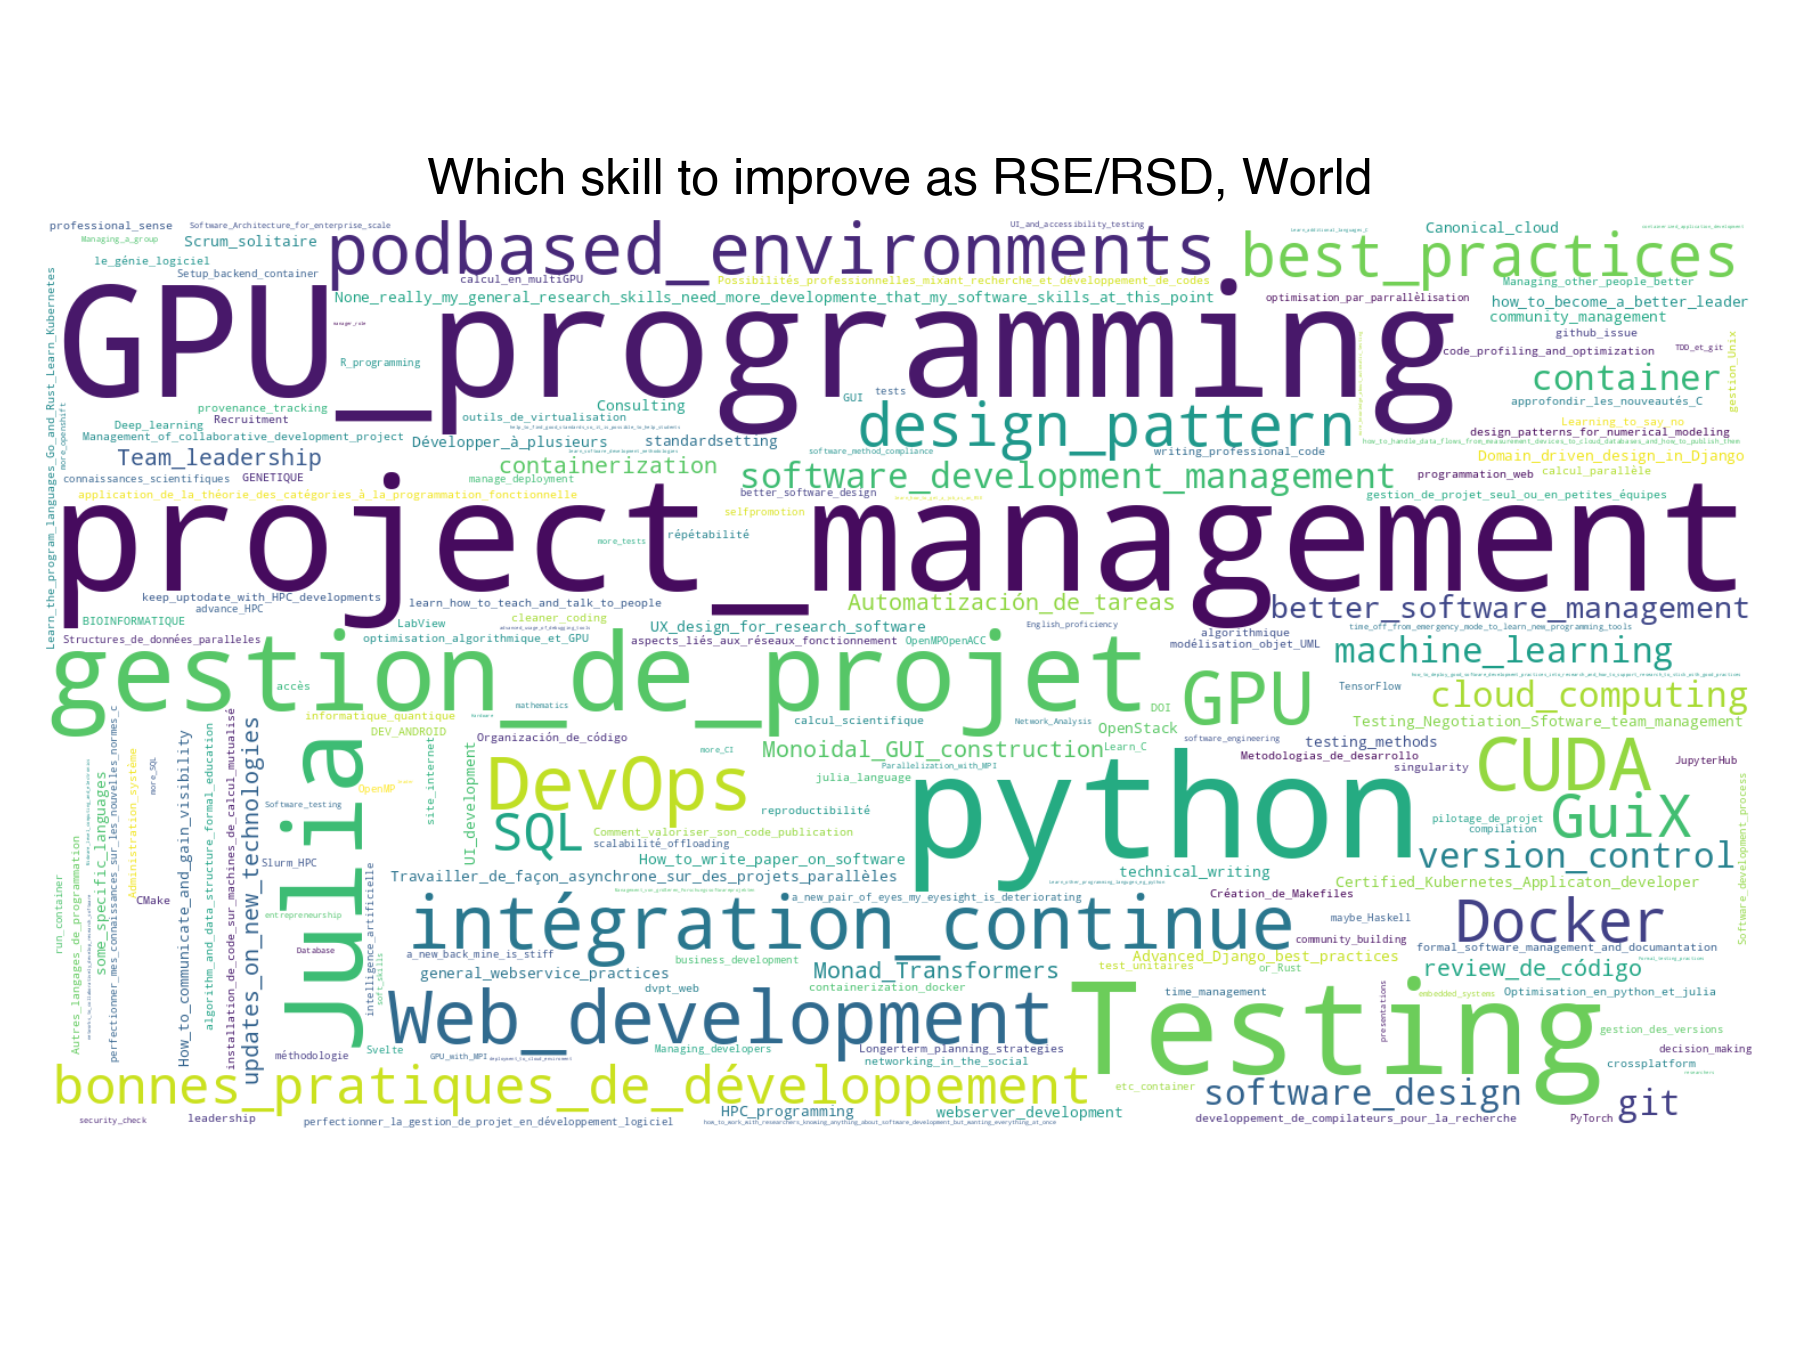 Which skill to improve as RSE/RSD, World
professional_sense
Software_Architecture_for_enterprise_scale
Managing_a_group
Scrum_solitaire
podbased_environments
UI_and_accessibility_testing
best_practices
Canonical_cloud
le_génie_logiciel
Setup_backend_container
calcul_en_multiGPU
Possibilités_professionnelles_mixant_recherche_et_développement_de_codes
Managing_other_people_better
GPU_programming
None_really_my_general_research_skills_need_more_developmente_that_my_software_skills_at_this_point
optimisation_par_parrallèlisation
how_to_become_a_better_leader
community_management
manager_role
github_issue
R_programming
code_profiling_and_optimization
TDD_et_git
gestion_Unix
container
GUI
tests
approfondir_les_nouveautés_C
provenance_tracking
Recruitment
Consulting
outils_de_virtualisation
design_pattern
Learning_to_say_no
Deep_learning
Management_of_collaborative_development_project
Développer_à_plusieurs
standardsetting
design_patterns_for_numerical_modeling
how_to_handle_data_flows_from_measurement_devices_to_cloud_databases_and_how_to_publish_them
Team_leadership
containerization
software_method_compliance
writing_professional_code
Domain_driven_design_in_Django
connaissances_scientifiques
GENETIQUE
manage_deployment
software_development_management
programmation_web
calcul_parallèle
application_de_la_théorie_des_catégories_à_la_programmation_fonctionnelle
better_software_design
gestion_de_projet_seul_ou_en_petites_équipes
selfpromotion
project_management
répétabilité
more_tests
Learn_the_program_languages_Go_and_Rust_Learn_Kubernetes
more_openshift
keep_uptodate_with_HPC_developments
advance_HPC
learn_how_to_teach_and_talk_to_people
Automatización_de_tareas
better_software_management
BIOINFORMATIQUE
LabView
cleaner_coding
advanced_usage_of_debugging_tools
UX_design_for_research_software
English_proficiency
algorithmique
time_off_from_emergency_mode_to_learn_new_programming_tools
Structures_de_données_paralleles
optimisation_algorithmique_et_GPU
aspects_liés_aux_réseaux_fonctionnement
OpenMPOpenACC
modélisation_objet_UML
machine_learning
gestion_de_projet
accès
GPU
TensorFlow
cloud_computing
mathematics
DOI
informatique_quantique
DEV_ANDROID
hardware
calcul_scientifique
Network_Analysis
OpenStack
Testing_Negotiation_Sfotware_team_management
Organización_de_código
more_CI
Monoidal_GUI_construction
Learn_C
software_engineering
testing_methods
Metodologias_de_desarrollo
Parallelization_with_MPI
singularity
CUDA
JupyterHub
DevOps
julia_language
python
OpenMP
Software_testing
SQL
reproductibilité
GuiX
pilotage_de_projet
compilation
Comment_valoriser_son_code_publication
scalabilité_offloading
version_control
Slurm_HPC
How_to_write_paper_on_software
Travailler_de_façon_asynchrone_sur_des_projets_parallèles
technical_writing
Certified_Kubernetes_Applicaton_developer
CMake
a_new_pair_of_eyes_my_eyesight_is_deteriorating
Création_de_Makefiles
intégration_continue
entrepreneurship
maybe_Haskell
Docker
Database
a_new_back_mine_is_stiff
business_development
community_building
formal_software_management_and_documantation
general_webservice_practices
Monad_Transformers
Advanced_Django_best_practices
test_unitaires
or_Rust
review_de_código
dvpt_web
containerization_docker
Web_development
Testing
time_management
embedded_systems
Optimisation_en_python_et_julia
gestion_des_versions
méthodologie
Svelte
GPU_with_MPI
Managing_developers
Longerterm_planning_strategies
networking_in_the_social
decision_making
crossplatform
bonnes_pratiques_de_développement
etc_container
software_design
git
security_check
leadership
perfectionner_la_gestion_de_projet_en_développement_logiciel
HPC_programming
webserver_development
how_to_work_with_researchers_knowing_anything_about_software_development_but_wanting_everything_at_once
developpement_de_compilateurs_pour_la_recherche
PyTorch
run_container
Autres_langages_de_programmation
some_specific_languages
perfectionner_mes_connaissances_sur_les_nouvelles_normes_c
Administration_système
more_SQL
How_to_communicate_and_gain_visibility
algorithm_and_data_structure_formal_education
installation_de_code_sur_machines_de_calcul_mutualisé
updates_on_new_technologies
Julia
intelligence_artificielle
soft_skills
site_internet
UI_development
presentations
Software_development_process